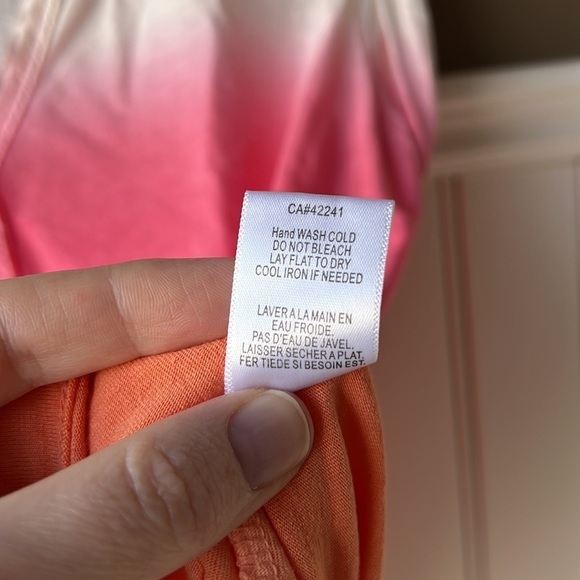 CA#42241
Hand WASH COLD
DO NOT BLEACH
LAY FLAT TO DRY
COOL IRON IF NEEDED
LAVER A LA MAIN EN
EAU FROIDE.
PAS D'EAU DE JAVEL.
LAISSER SECHER A PLAT.
FER TIEDE SI BESOIN EST.